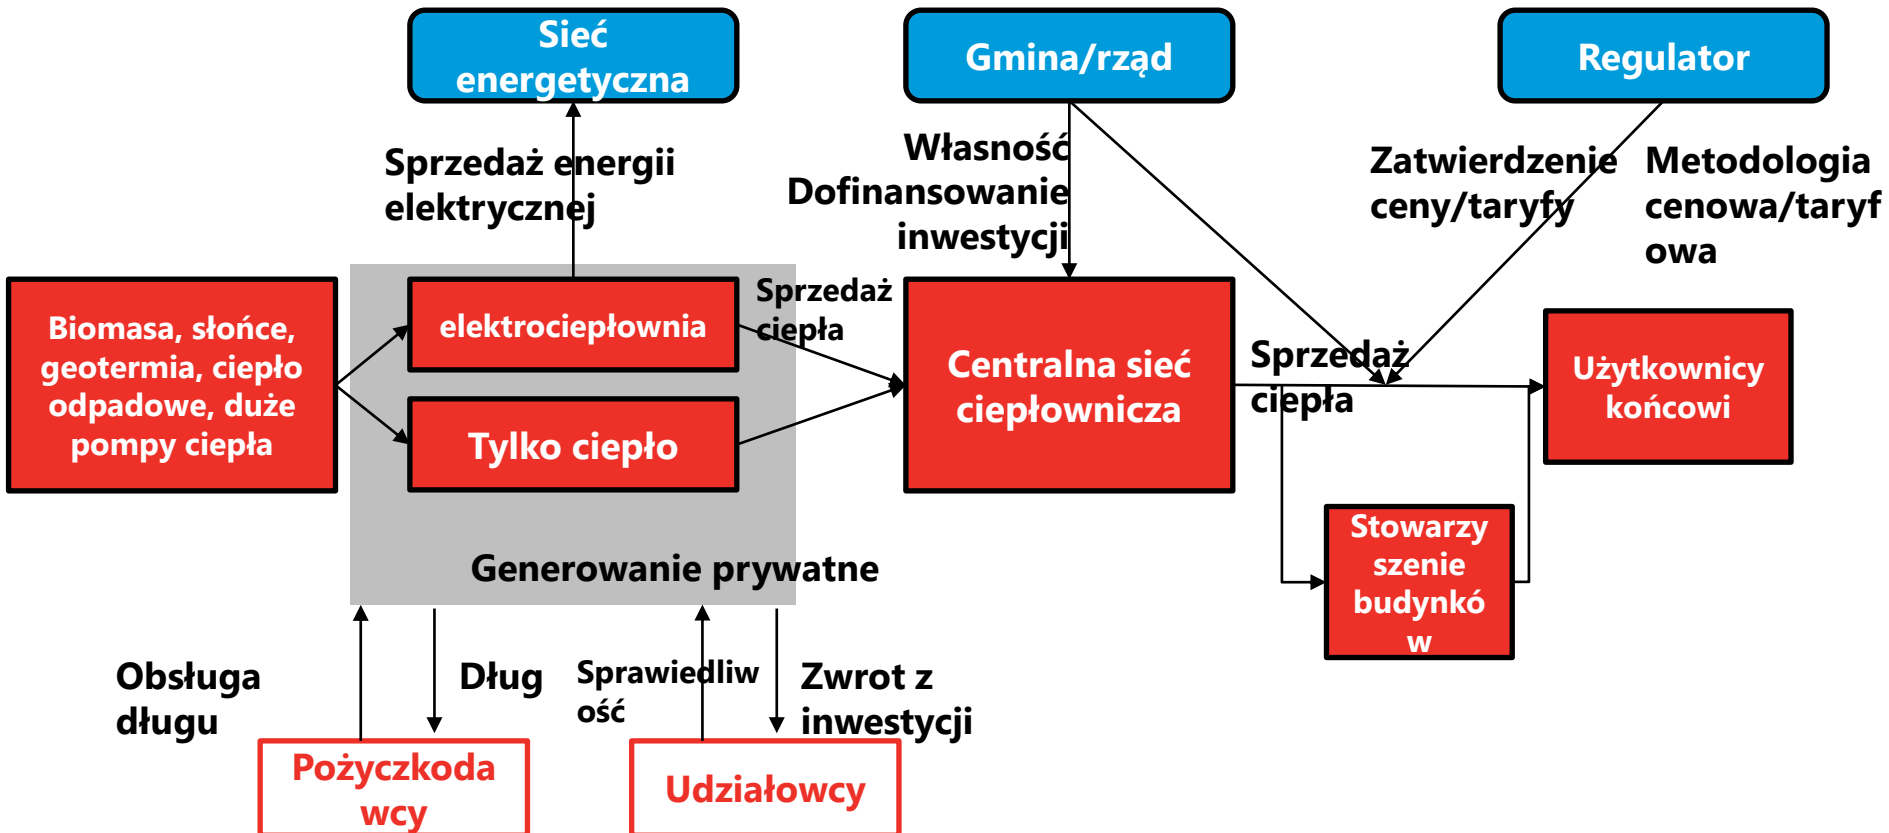 Sieć
energetyczna
Gmina/rząd
Regulator
Sprzedaż energii
elektrycznej
Własność
Dofinansowanie
inwestycji
Zatwierdzenie
ceny/taryfy
Metodologia
cenowa/taryf
owa
Biomasa, słońce,
geotermia, ciepło
odpadowe, duże
pompy ciepła
elektrociepłownia
Tylko ciepło
Sprzedaż
ciepła
Centralna sieć
ciepłownicza
Sprzedaż
ciepła
Użytkownicy
końcowi
Stowarzy
szenie
budynkó
w
Generowanie prywatne
Obsługa
długu
Dług
Sprawiedliw
ość
Zwrot z
inwestycji
Pożyczkoda
wcy
Udziałowcy